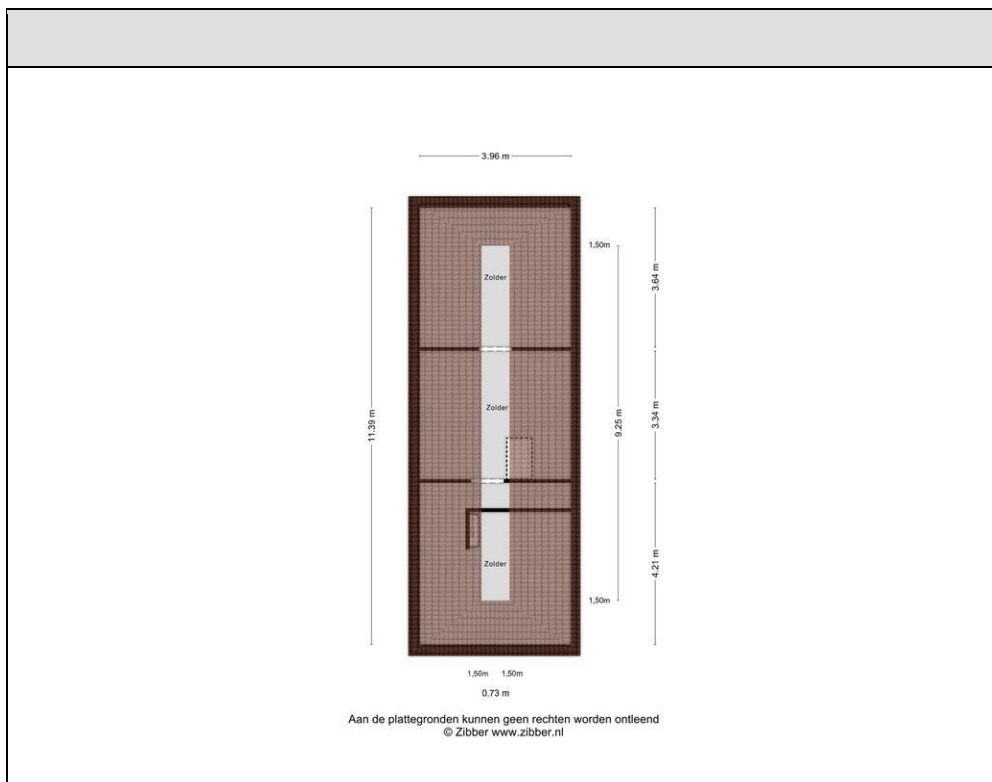 3.96 m
1,50m
Zolder
3.64 m
Zolder
11.39 m
9.25 m
3.34 m
Zolder
4.21 m
1,50m
1,50m 1,50m
0.73 m
Aan de plattegronden kunnen geen rechten worden ontleend
© Zibber www.zibber.nl